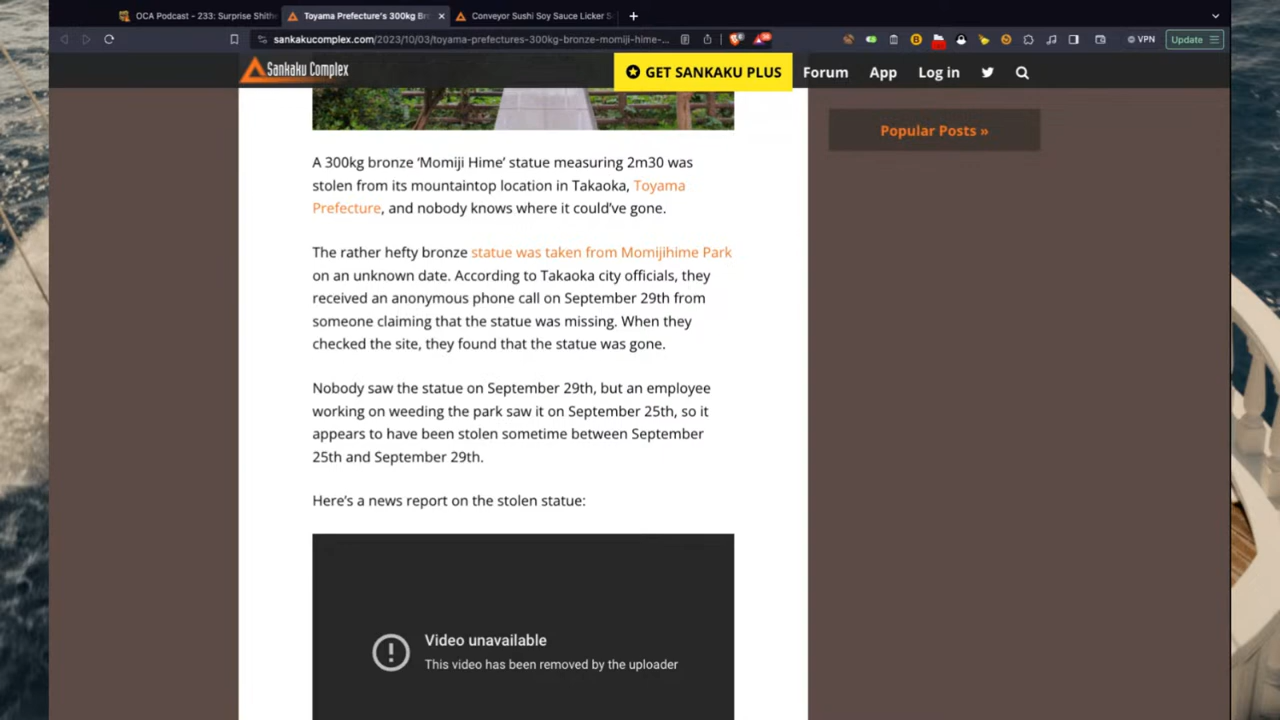 OCA Podcast – 233: Surprise Shith
Toyama Prefecture's 300kg Br
Conveyor Sushi Soy Sauce Licker S
sankakucomplex.com/2023/10/03/toyama-prefectures-300kg-bronze-momiji-hime-...
VPN
Update
Sankaku Complex
GET SANKAKU PLUS
Forum
App
Log in
Popular Posts »
A 300kg bronze ‘Momiji Hime’ statue measuring 2m30 was
stolen from its mountaintop location in Takaoka, Toyama
Prefecture, and nobody knows where it could’ve gone.
The rather hefty bronze statue was taken from Momijihime Park
on an unknown date. According to Takaoka city officials, they
received an anonymous phone call on September 29th from
someone claiming that the statue was missing. When they
checked the site, they found that the statue was gone.
Nobody saw the statue on September 29th, but an employee
working on weeding the park saw it on September 25th, so it
appears to have been stolen sometime between September
25th and September 29th.
Here’s a news report on the stolen statue:
Video unavailable
This video has been removed by the uploader